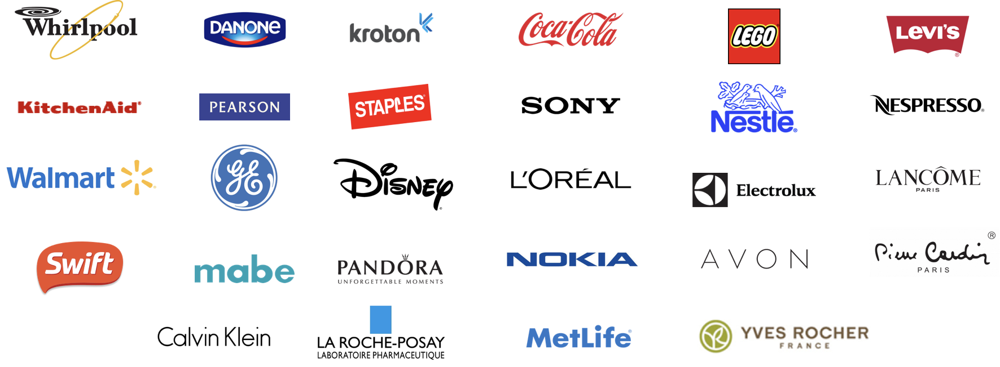 Whirlpool
DANONE
kroton
Coca-Cola
LEGO
LEVI'S
®
KitchenAid®
PEARSON
STAPLES
SONY
Nestlé®
NESPRESSO®
Walmart
GE
DISNEY
©
L'ORÉAL
Electrolux
LANCÔME
PARIS
Swift
mabe
PANDÖRA
UNFORGETTABLE MOMENTS
NOKIA
AVON
®
Pierre Cardin
PARIS
Calvin Klein
LA ROCHE-POSAY
LABORATOIRE PHARMACEUTIQUE
MetLife®
YVES ROCHER
FRANCE